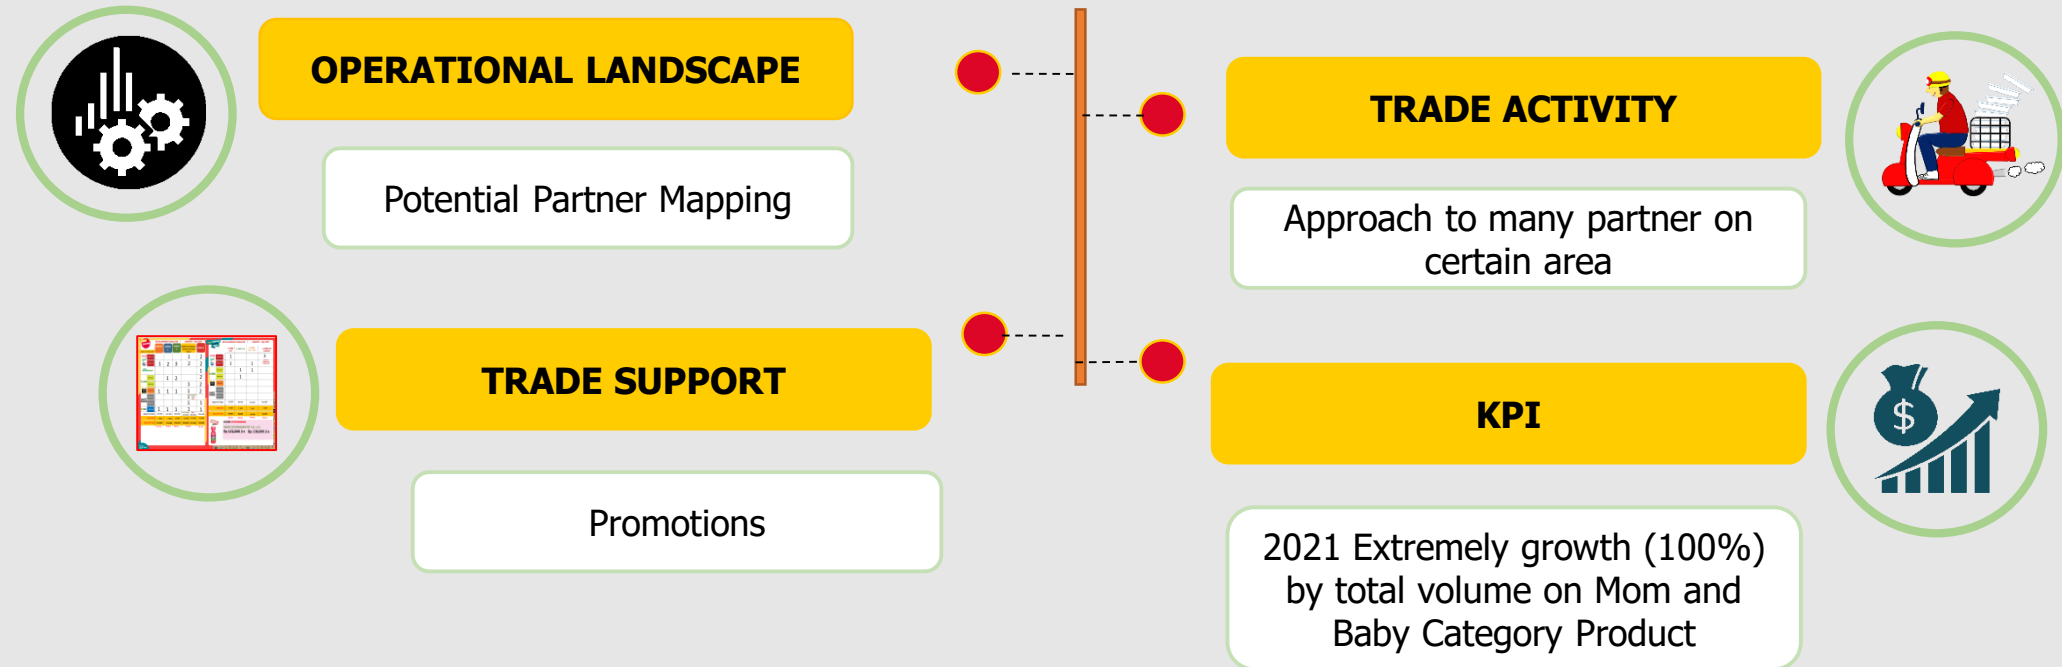 OPERATIONAL LANDSCAPE
Potential Partner Mapping
TRADE ACTIVITY
Approach to many partner on
certain area
TRADE SUPPORT
Promotions
KPI
$
2021 Extremely growth (100%)
by total volume on Mom and
Baby Category Product